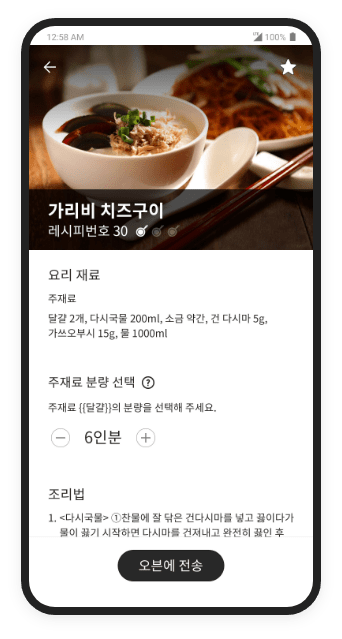 12:58 AM 100%
가리비 치즈구이
레시피번호 30
요리 재료
주재료
달걀 2개, 다시국물 200ml, 소금 약간, 건 다시마 5g,
가쓰오부시 15g, 물 1000ml
주재료 분량 선택 ?
주재료 {{달걀}}의 분량을 선택해 주세요.
− 6인분 +
조리법
1. <다시국물> ①찬물에 잘 닦은 건다시마를 넣고 끓이다가
물이 끓기 시작하면 다시마를 건져내고 완전히 끓인 후
오븐에 전송